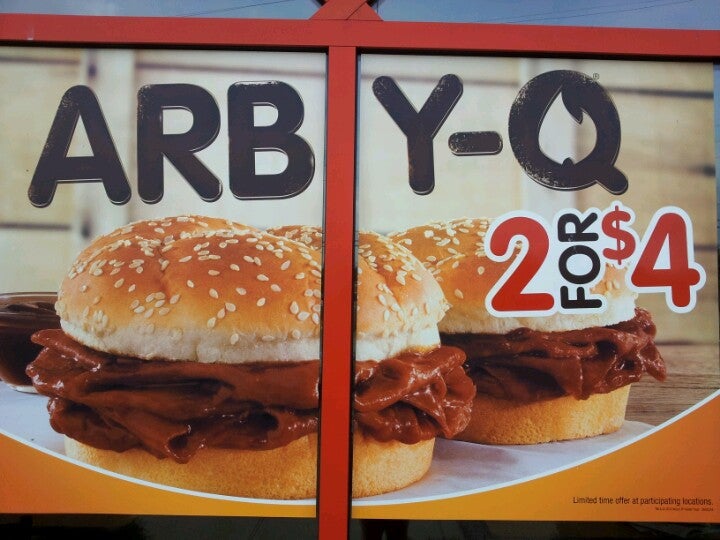 ARBY-Q®
2 FOR $4
Limited time offer at participating locations.